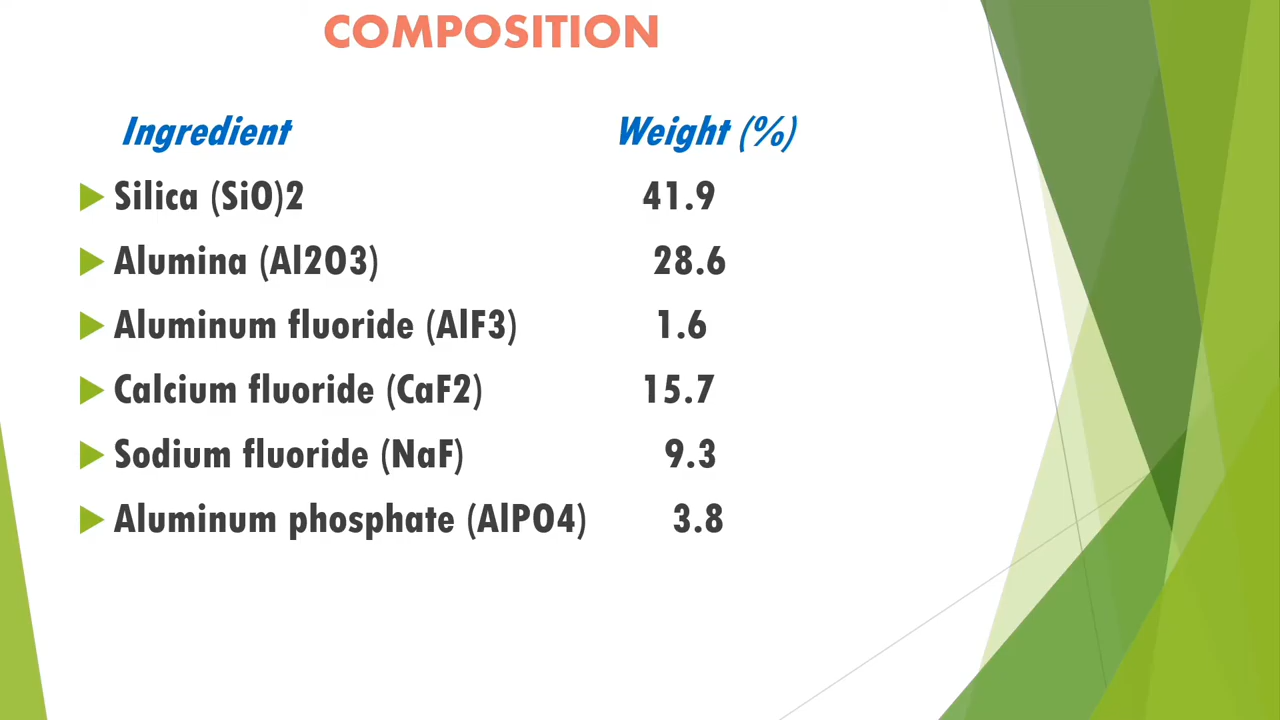 COMPOSITION
Ingredient Weight (%)
Silica (SiO)2 41.9
Alumina (Al2O3) 28.6
Aluminum fluoride (AlF3) 1.6
Calcium fluoride (CaF2) 15.7
Sodium fluoride (NaF) 9.3
Aluminum phosphate (AlPO4) 3.8